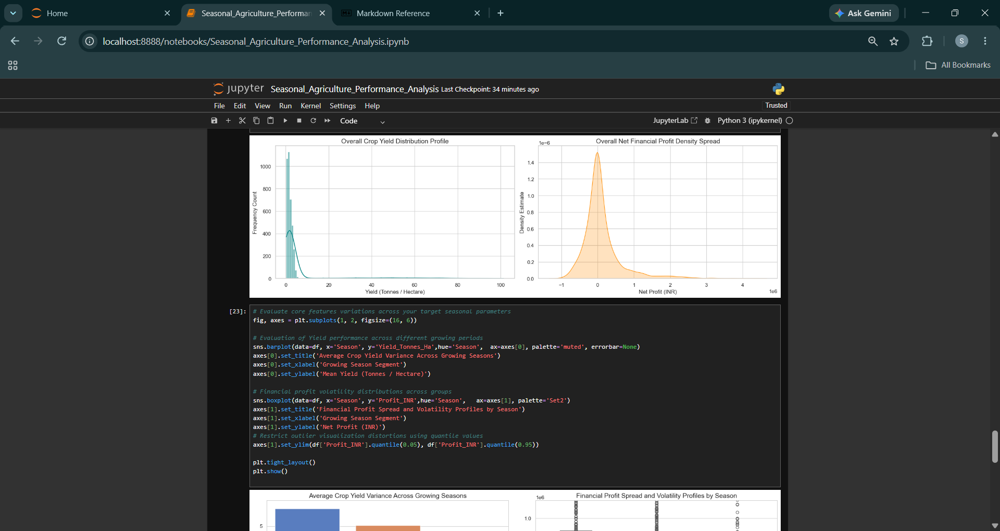 Home
Seasonal_Agriculture_Performan
Markdown Reference
Ask Gemini
localhost:8888/notebooks/Seasonal_Agriculture_Performance_Analysis.ipynb
S
All Bookmarks
jupyter Seasonal_Agriculture_Performance_Analysis Last Checkpoint: 34 minutes ago
File Edit View Run Kernel Settings Help
Trusted
Code
JupyterLab
Python 3 (ipykernel)
Overall Crop Yield Distribution Profile
1000
800
600
400
200
0
Frequency Count
0 20 40 60 80 100
Yield (Tonnes / Hectare)
Overall Net Financial Profit Density Spread
1e-6
1.4
1.2
1.0
0.8
0.6
0.4
0.2
0.0
Density Estimate
−1 0 1 2 3 4
Net Profit (INR)
1e6
[23]:
# Evaluate core features variations across your target seasonal parameters
fig, axes = plt.subplots(1, 2, figsize=(16, 6))
# Evaluation of Yield performance across different growing periods
sns.barplot(data=df, x='Season', y='Yield_Tonnes_Ha',hue='Season',  ax=axes[0], palette='muted', errorbar=None)
axes[0].set_title('Average Crop Yield Variance Across Growing Seasons')
axes[0].set_xlabel('Growing Season Segment')
axes[0].set_ylabel('Mean Yield (Tonnes / Hectare)')
# Financial profit volatility distributions across groups
sns.boxplot(data=df, x='Season', y='Profit_INR',hue='Season',   ax=axes[1], palette='Set2')
axes[1].set_title('Financial Profit Spread and Volatility Profiles by Season')
axes[1].set_xlabel('Growing Season Segment')
axes[1].set_ylabel('Net Profit (INR)')
# Restrict outlier visualization distortions using quantile values
axes[1].set_ylim(df['Profit_INR'].quantile(0.05), df['Profit_INR'].quantile(0.95))
plt.tight_layout()
plt.show()
Average Crop Yield Variance Across Growing Seasons
5
Financial Profit Spread and Volatility Profiles by Season
1e6
1.0